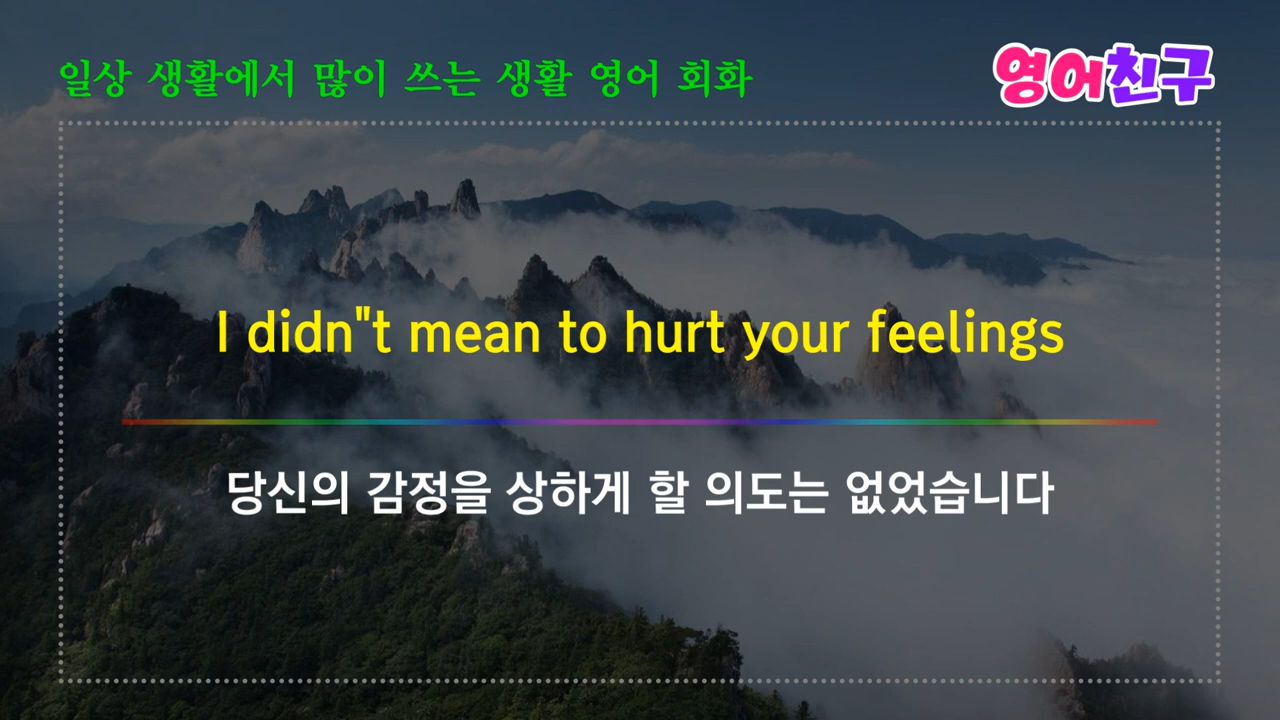 일상 생활에서 많이 쓰는 생활 영어 회화
영어친구
I didn"t mean to hurt your feelings
당신의 감정을 상하게 할 의도는 없었습니다